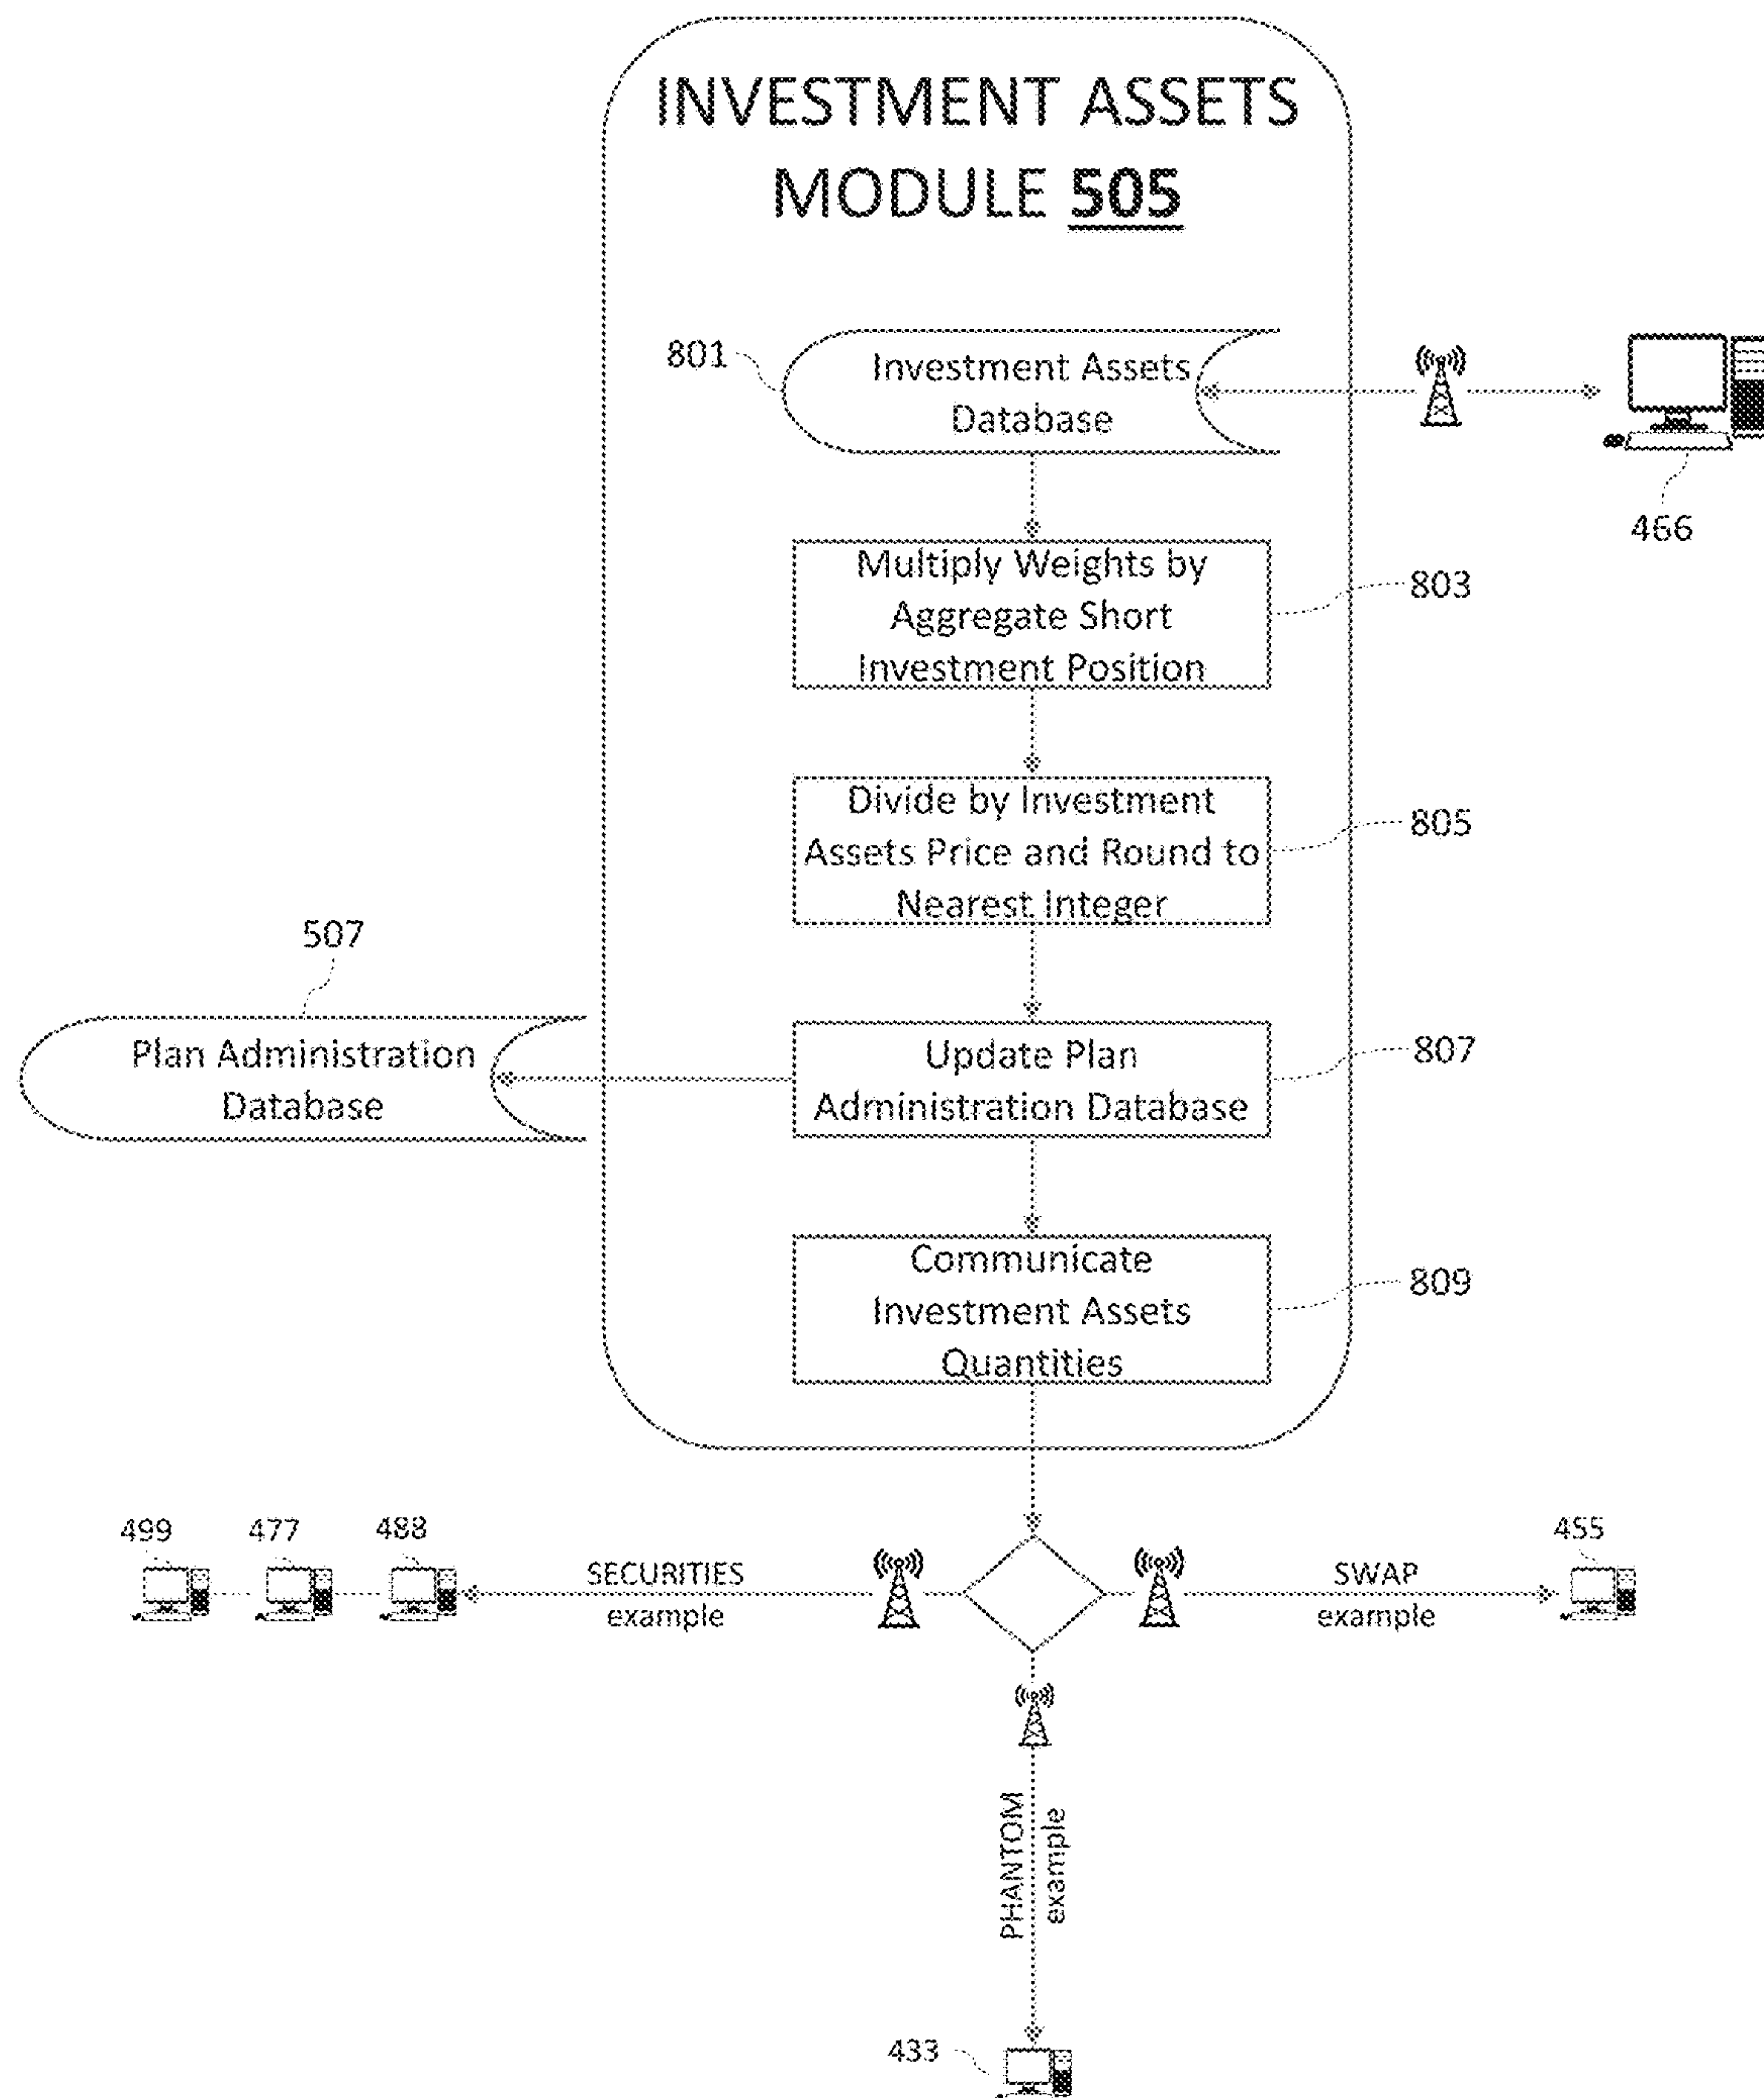 INVESTMENT ASSETS
MODULE 505
801
Investment Assets
Database
466
Multiply Weights by
Aggregate Short
Investment Position
803
Divide by Investment
Assets Price and Round to
Nearest Integer
805
507
Plan Administration
Database
Update Plan
Administration Database
807
Communicate
Investment Assets
Quantities
809
499
477
488
SECURITIES
example
SWAP
example
455
PHANTOM
example
433